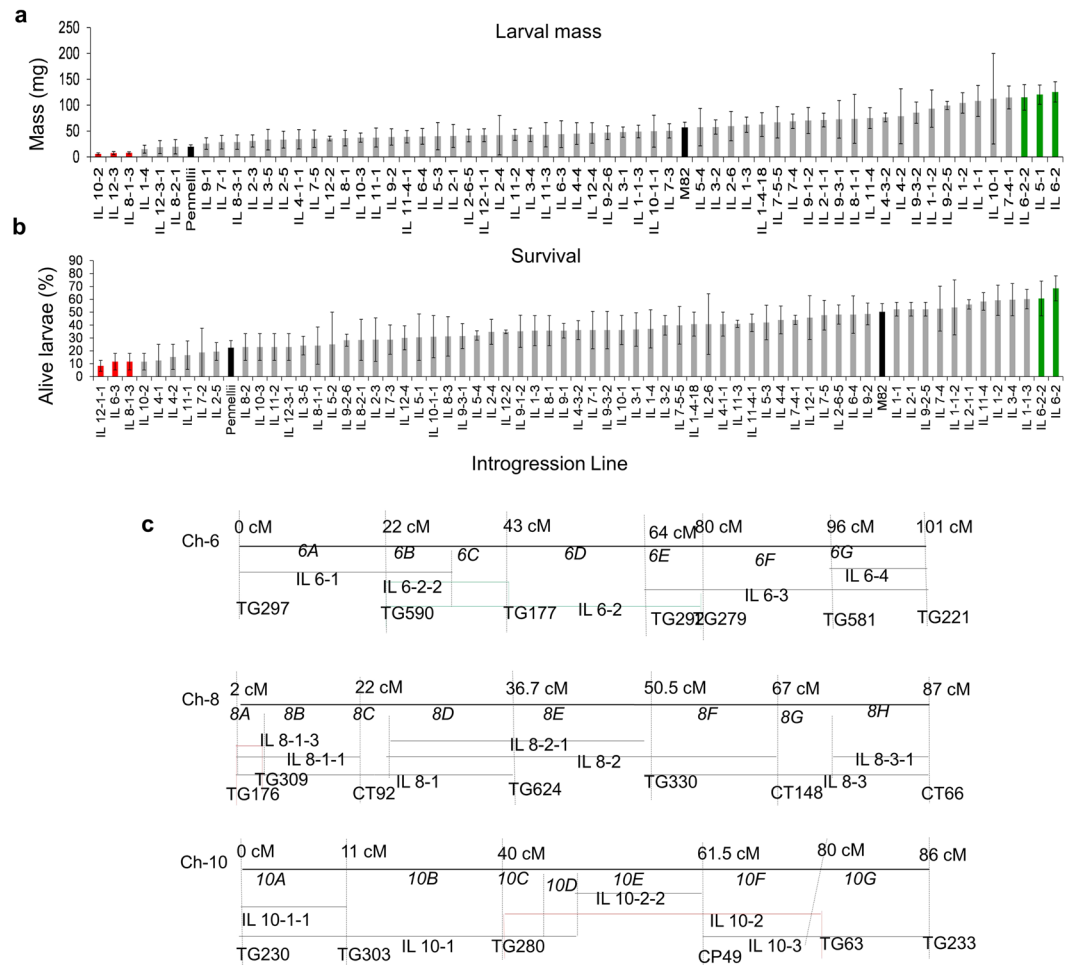 a
Larval mass
Mass (mg)
250
200
150
100
50
0
IL 10-2
IL 12-3
IL 8-1-3
IL 1-4
IL 12-3-1
IL 8-2-1
Pennellii
IL 9-1
IL 7-1
IL 8-3-1
IL 2-3
IL 3-5
IL 2-5
IL 4-1-1
IL 7-5
IL 12-2
IL 8-1
IL 10-3
IL 11-1
IL 9-2
IL 11-4-1
IL 6-4
IL 5-3
IL 2-6-5
IL 12-1-1
IL 2-4
IL 11-2
IL 3-4
IL 11-3
IL 6-3
IL 4-4
IL 12-4
IL 9-2-6
IL 3-1
IL 1-1-3
IL 10-1-1
IL 7-3
M82
IL 5-4
IL 3-2
IL 2-6
IL 1-3
IL 1-4-18
IL 7-5-5
IL 7-4
IL 9-1-2
IL 2-1-1
IL 9-3-1
IL 8-1-1
IL 11-4
IL 4-3-2
IL 4-2
IL 9-3-2
IL 1-1-2
IL 9-2-5
IL 1-2
IL 1-1
IL 10-1
IL 7-4-1
IL 6-2-2
IL 5-1
IL 6-2
b
Survival
Alive larvae (%)
90
80
70
60
50
40
30
20
10
0
IL 12-1-1
IL 6-3
IL 8-1-3
IL 10-2
IL 4-1
IL 4-2
IL 11-1
IL 7-2
IL 2-5
Pennellii
IL 8-2
IL 10-3
IL 11-2
IL 12-3-1
IL 3-5
IL 8-1-1
IL 5-2
IL 9-2-6
IL 8-2-1
IL 2-3
IL 7-3
IL 12-4
IL 5-1
IL 10-1-1
IL 8-3
IL 9-3-1
IL 5-4
IL 2-4
IL 12-2
IL 9-1-2
IL 1-3
IL 8-1
IL 9-1
IL 4-3-2
IL 7-1
IL 9-3-2
IL 10-1
IL 3-1
IL 1-4
IL 3-2
IL 7-5-5
IL 1-4-18
IL 2-6
IL 11-3
IL 11-4-1
IL 5-3
IL 4-4
IL 7-4-1
IL 12-1
IL 7-5
IL 2-6-5
IL 6-4
IL 9-2
M82
IL 1-1
IL 2-1
IL 9-2-5
IL 7-4
IL 1-1-2
IL 2-1-1
IL 11-4
IL 1-2
IL 3-4
IL 1-1-3
IL 6-2-2
IL 6-2
Introgression Line
c
Ch-6
0 cM 22 cM 43 cM 64 cM 80 cM 96 cM 101 cM
6A 6B 6C 6D 6E 6F 6G
IL 6-1 IL 6-2-2 IL 6-2 IL 6-3 IL 6-4
TG297 TG590 TG177 TG279 TG581 TG221
Ch-8
2 cM 22 cM 36.7 cM 50.5 cM 67 cM 87 cM
8A 8B 8C 8D 8E 8F 8G 8H
IL 8-1-3 IL 8-2-1
IL 8-1-1 IL 8-2 IL 8-3-1
TG309 IL 8-1 TG330 IL 8-3
TG176 CT92 TG624 CT148 CT66
Ch-10
0 cM 11 cM 40 cM 61.5 cM 80 cM 86 cM
10A 10B 10C 10D 10E 10F 10G
IL 10-2-2
IL 10-1-1 IL 10-2
TG230 TG303 IL 10-1 TG280 CP49 IL 10-3 TG63 TG233